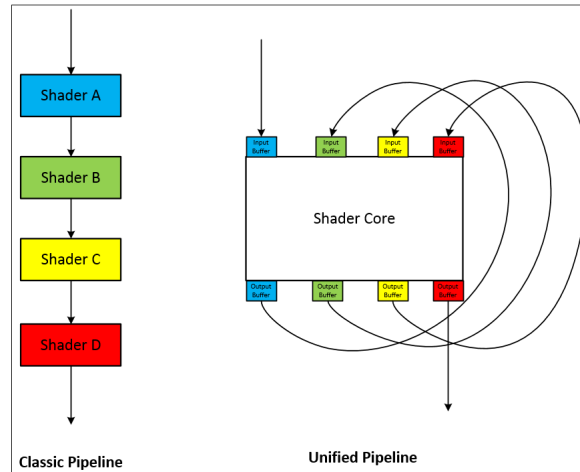 Shader A
Shader B
Shader C
Shader D
Classic Pipeline
Input
Buffer
Input
Buffer
Input
Buffer
Input
Buffer
Shader Core
Output
Buffer
Output
Buffer
Output
Buffer
Output
Buffer
Unified Pipeline